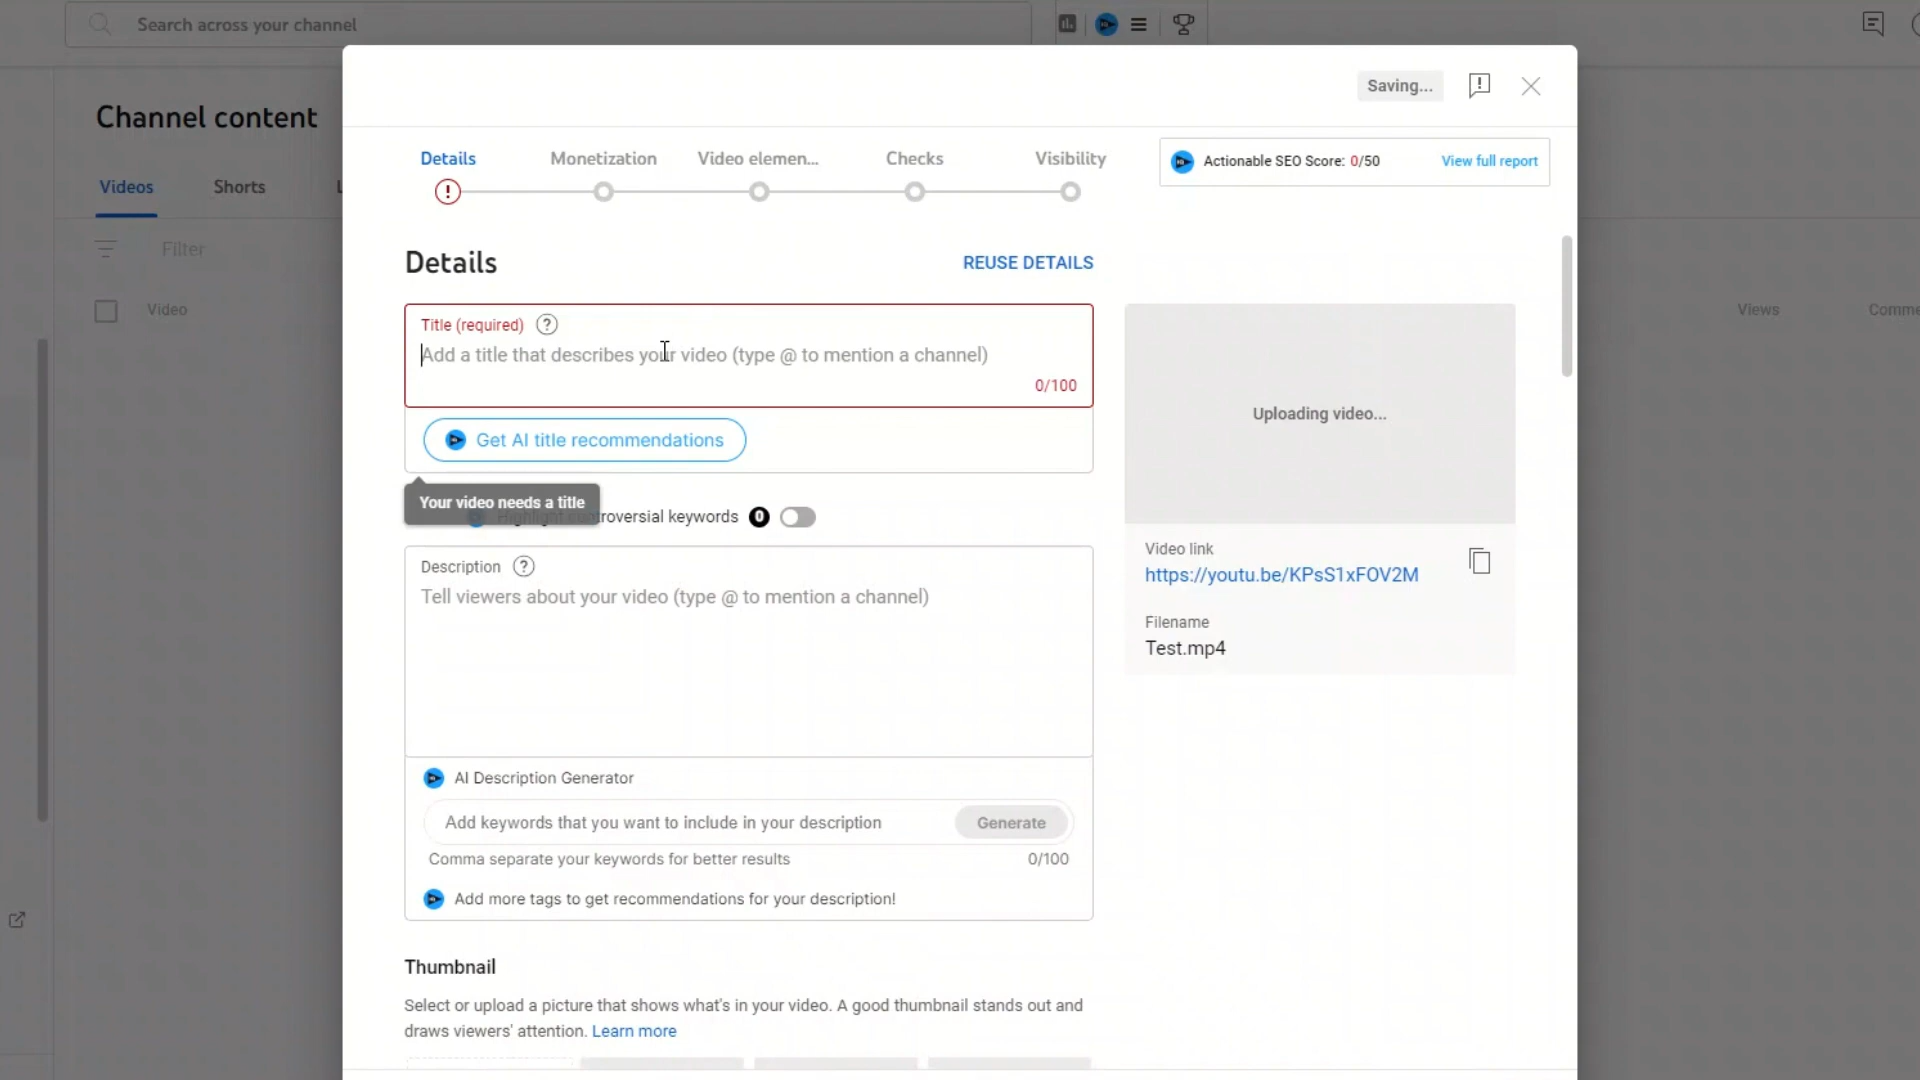 Search across your channel
Saving...
Channel content
Details
Monetization
Video elemen...
Checks
Visibility
Actionable SEO Score: 0/50
View full report
Videos
Shorts
Filter
Details
REUSE DETAILS
Video
Views
Comme
Title (required)
Add a title that describes your video (type @ to mention a channel)
0/100
Get AI title recommendations
Uploading video...
Your video needs a title
Highlight controversial keywords 0
Description
Tell viewers about your video (type @ to mention a channel)
Video link
https://youtu.be/KPsS1xFOV2M
Filename
Test.mp4
AI Description Generator
Add keywords that you want to include in your description
Generate
Comma separate your keywords for better results
0/100
Add more tags to get recommendations for your description!
Thumbnail
Select or upload a picture that shows what's in your video. A good thumbnail stands out and
draws viewers' attention. Learn more